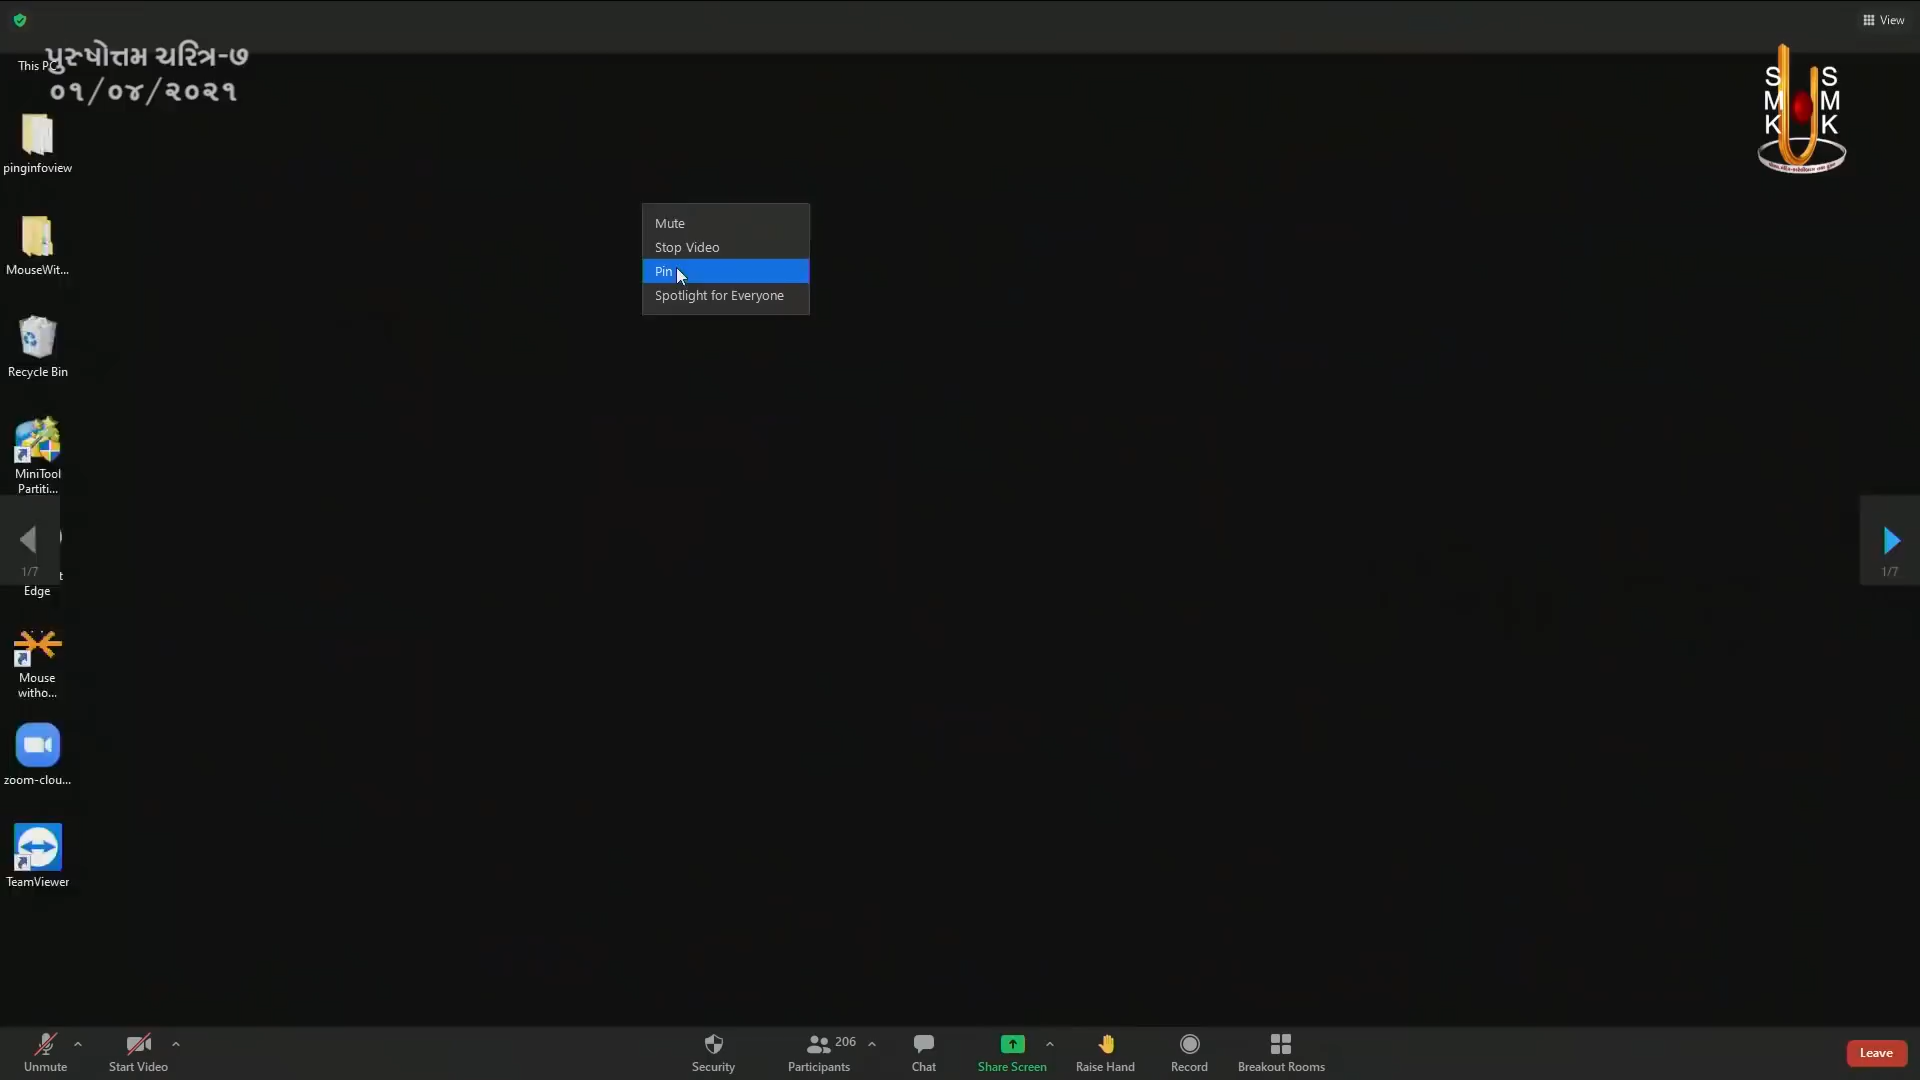 View
પુરુષોત્તમ ચરિત્ર-૭
૦૧/૦૪/૨૦૨૧
This PC
S S
M M
K K
pinginfoview
MouseWit...
Recycle Bin
MiniTool
Partiti...
Edge
Mouse
witho...
zoom-clou...
TeamViewer
Mute
Stop Video
Pin
Spotlight for Everyone
1/7
1/7
Unmute
Start Video
Security
206
Participants
Chat
Share Screen
Raise Hand
Record
Breakout Rooms
Leave